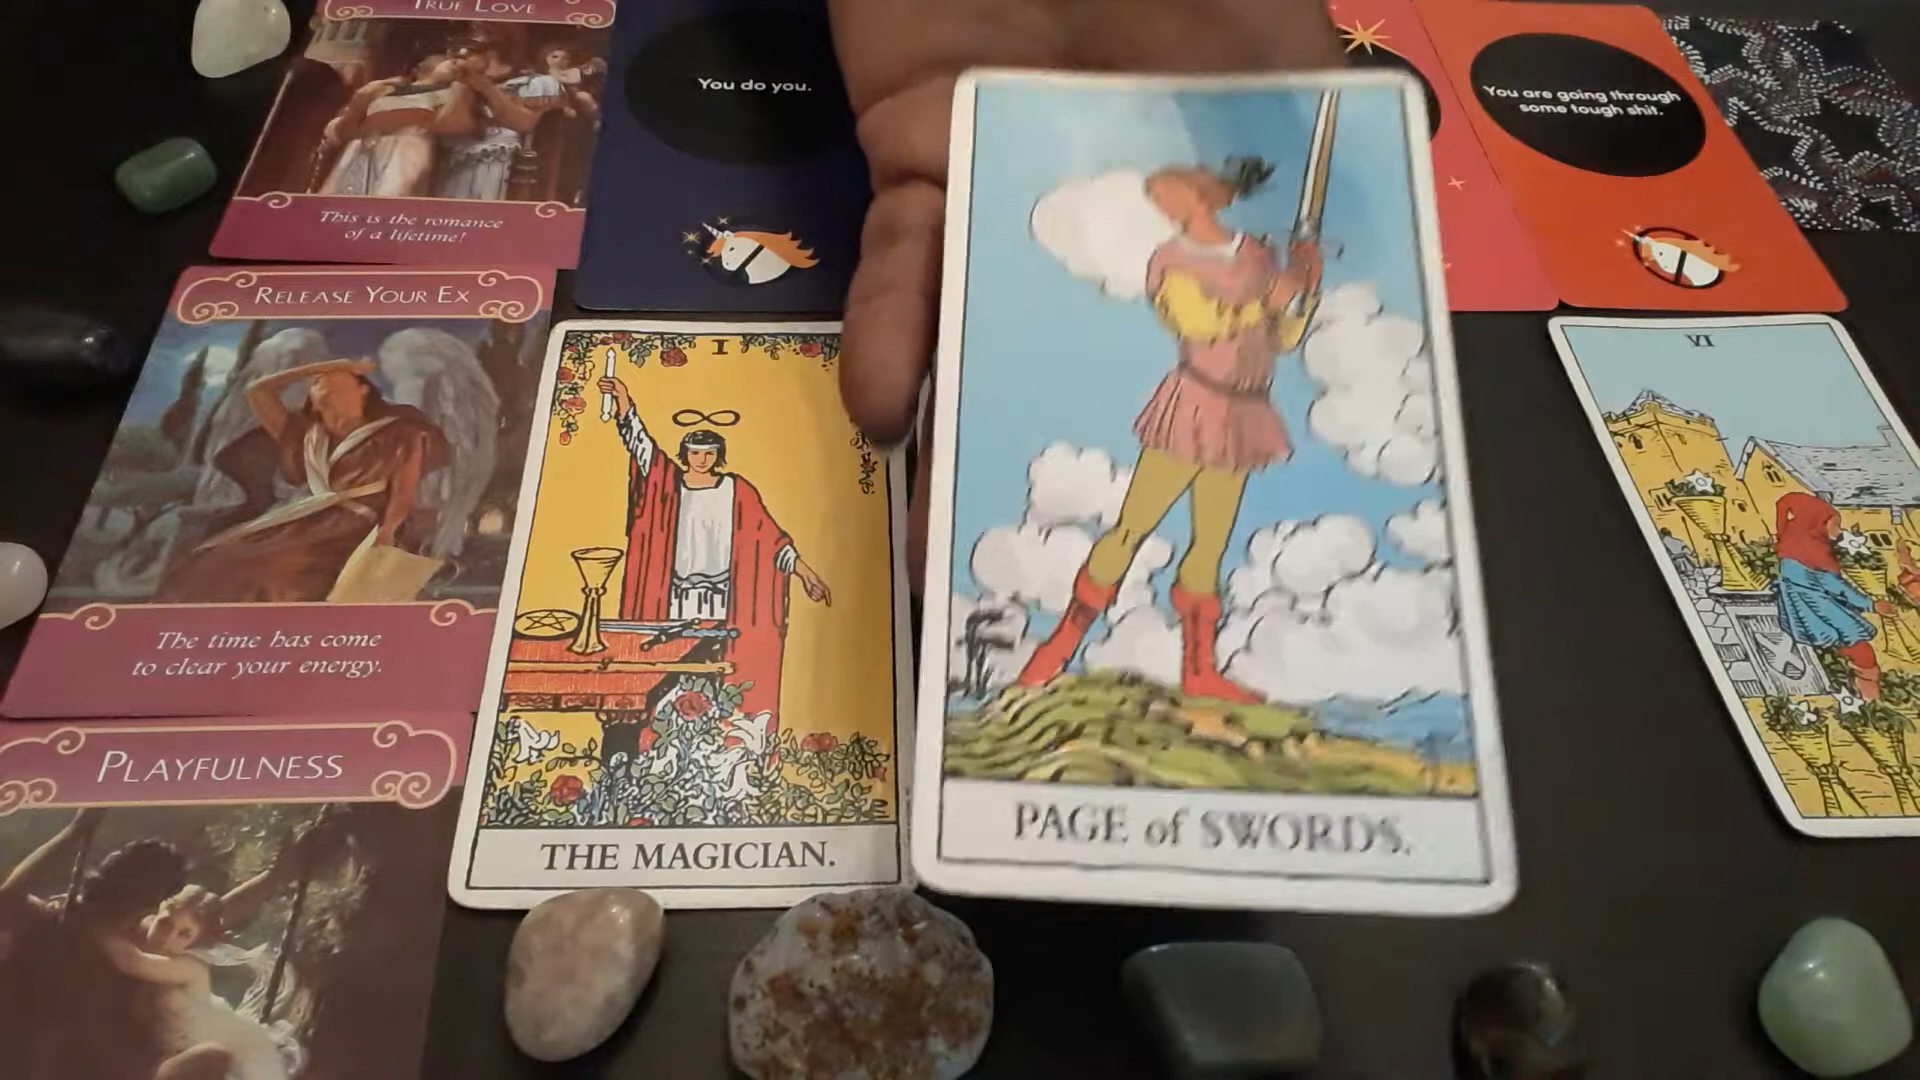 TRUE LOVE
This is the romance
of a lifetime!
You do you.
You are going through
some tough shit.
RELEASE YOUR EX
The time has come
to clear your energy.
PLAYFULNESS
I
THE MAGICIAN.
PAGE of SWORDS.
VI